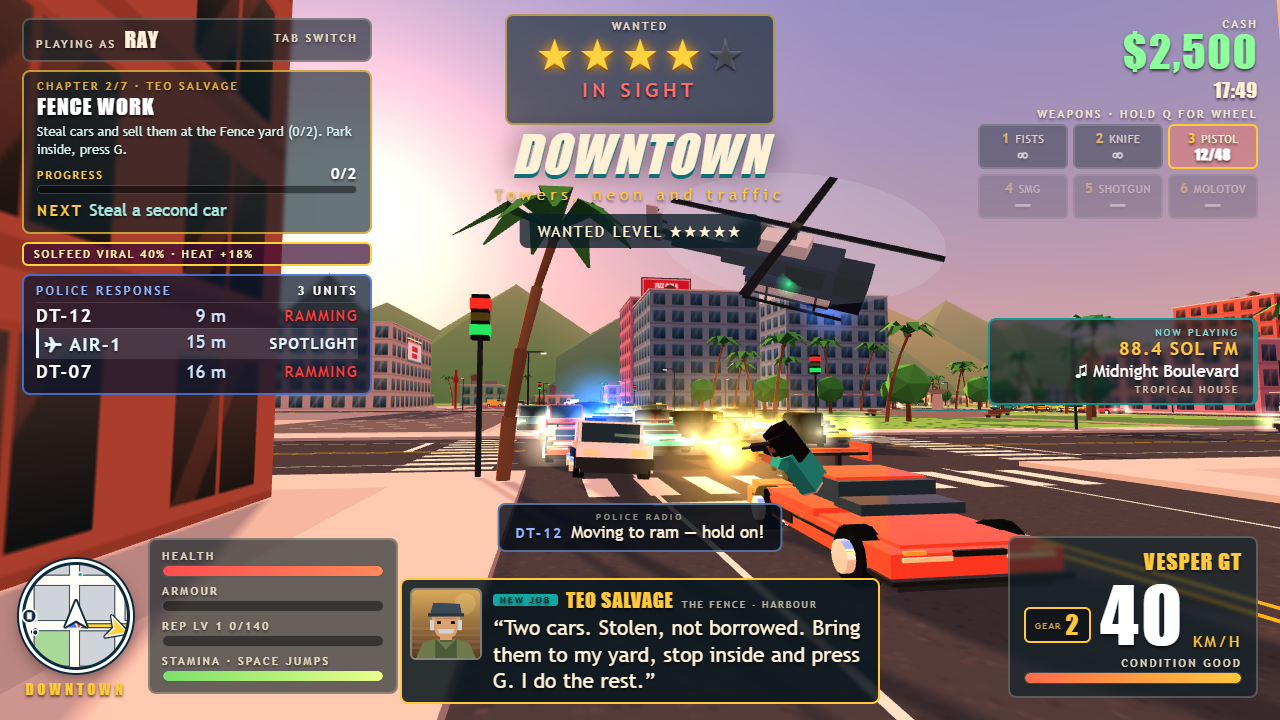 PLAYING AS RAY TAB SWITCH
CHAPTER 2/7 · TEO SALVAGE
FENCE WORK
Steal cars and sell them at the Fence yard (0/2). Park
inside, press G.
PROGRESS 0/2
NEXT Steal a second car
SOLFEED VIRAL 40% · HEAT +18%
POLICE RESPONSE 3 UNITS
DT-12 9 m RAMMING
AIR-1 15 m SPOTLIGHT
DT-07 16 m RAMMING
WANTED
IN SIGHT
DOWNTOWN
Towers, neon and traffic
WANTED LEVEL ★★★★★
CASH
$2,500
17:49
WEAPONS · HOLD Q FOR WHEEL
1 FISTS 2 KNIFE 3 PISTOL
∞ ∞ 12/48
4 SMG 5 SHOTGUN 6 MOLOTOV
— — —
NOW PLAYING
88.4 SOL FM
♫ Midnight Boulevard
TROPICAL HOUSE
POLICE RADIO
DT-12 Moving to ram — hold on!
HEALTH
ARMOUR
REP LV 1 0/140
STAMINA · SPACE JUMPS
DOWNTOWN
NEW JOB TEO SALVAGE THE FENCE · HARBOUR
“Two cars. Stolen, not borrowed. Bring
them to my yard, stop inside and press
G. I do the rest.”
VESPER GT
GEAR 2 40 KM/H
CONDITION GOOD